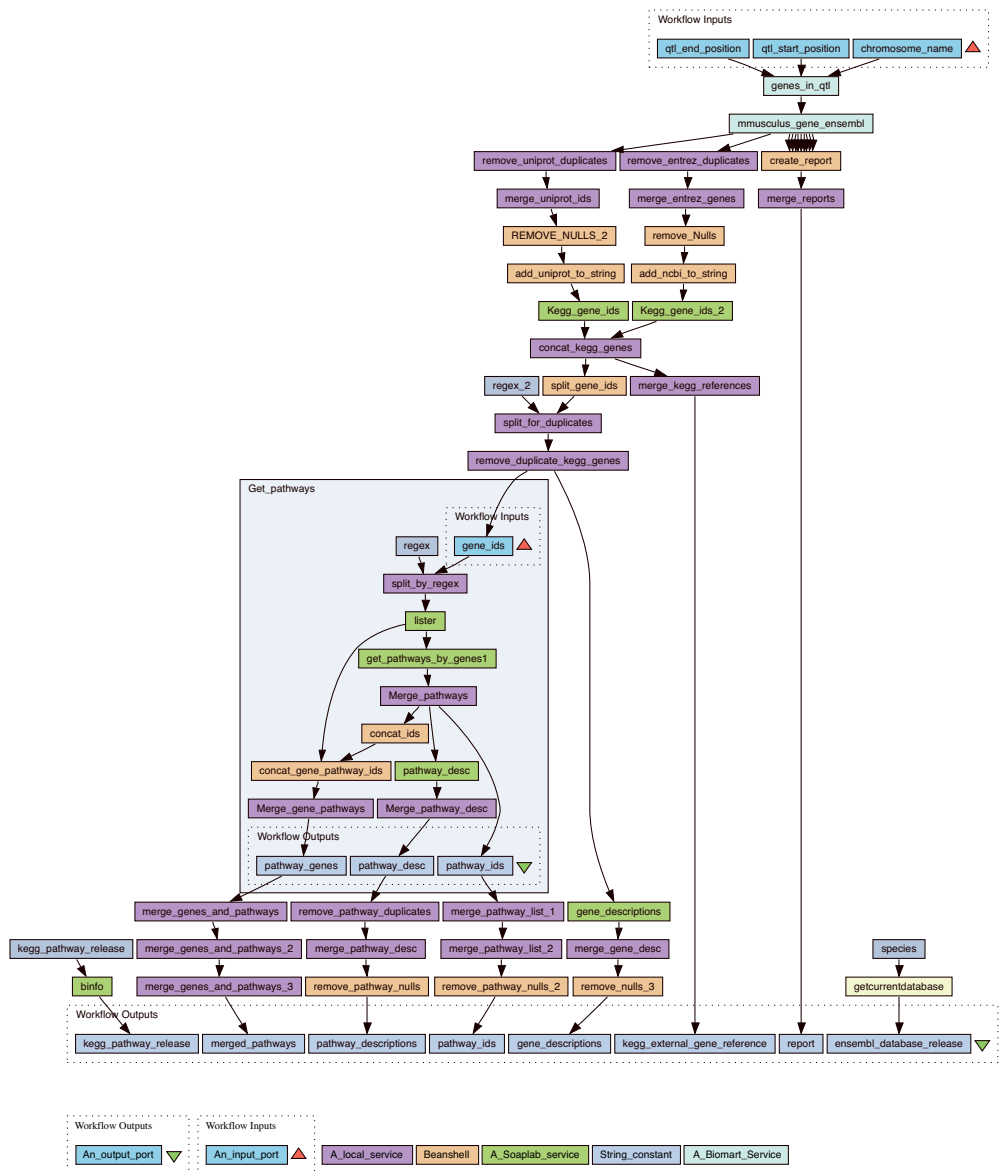 Workflow Inputs
qtl_end_position
qtl_start_position
chromosome_name
genes_in_qtl
mmusculus_gene_ensembl
remove_uniprot_duplicates
remove_entrez_duplicates
create_report
merge_uniprot_ids
merge_entrez_genes
merge_reports
REMOVE_NULLS_2
remove_Nulls
add_uniprot_to_string
add_ncbi_to_string
Kegg_gene_ids
Kegg_gene_ids_2
concat_kegg_genes
regex_2
split_gene_ids
merge_kegg_references
split_for_duplicates
remove_duplicate_kegg_genes
Get_pathways
Workflow Inputs
regex
gene_ids
split_by_regex
lister
get_pathways_by_genes1
Merge_pathways
concat_ids
concat_gene_pathway_ids
pathway_desc
Merge_gene_pathways
Merge_pathway_desc
Workflow Outputs
pathway_genes
pathway_desc
pathway_ids
merge_genes_and_pathways
remove_pathway_duplicates
merge_pathway_list_1
gene_descriptions
kegg_pathway_release
merge_genes_and_pathways_2
merge_pathway_desc
merge_pathway_list_2
merge_gene_desc
species
binfo
merge_genes_and_pathways_3
remove_pathway_nulls
remove_pathway_nulls_2
remove_nulls_3
getcurrentdatabase
Workflow Outputs
kegg_pathway_release
merged_pathways
pathway_descriptions
pathway_ids
gene_descriptions
kegg_external_gene_reference
report
ensembl_database_release
Workflow Outputs
An_output_port
Workflow Inputs
An_input_port
A_local_service
Beanshell
A_Soaplab_service
String_constant
A_Biomart_Service